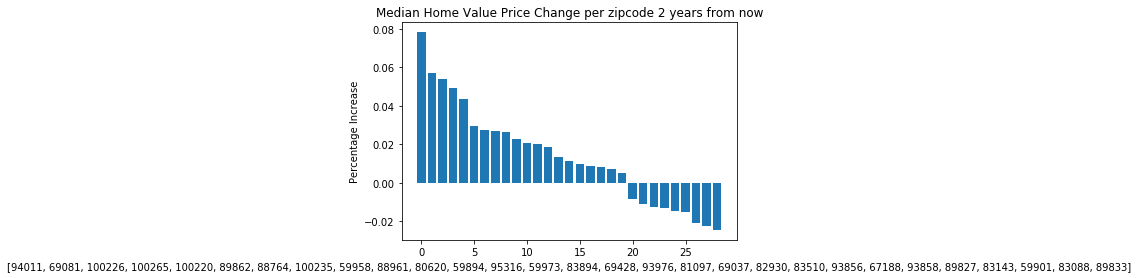 Median Home Value Price Change per zipcode 2 years from now
0.08
0.06
0.04
0.02
0.00
−0.02
Percentage Increase
0 5 10 15 20 25
[94011, 69081, 100226, 100265, 100220, 89862, 88764, 100235, 59958, 88961, 80620, 59894, 95316, 59973, 83894, 69428, 93976, 81097, 69037, 82930, 83510, 93856, 67188, 93858, 89827, 83143, 59901, 83088, 89833]